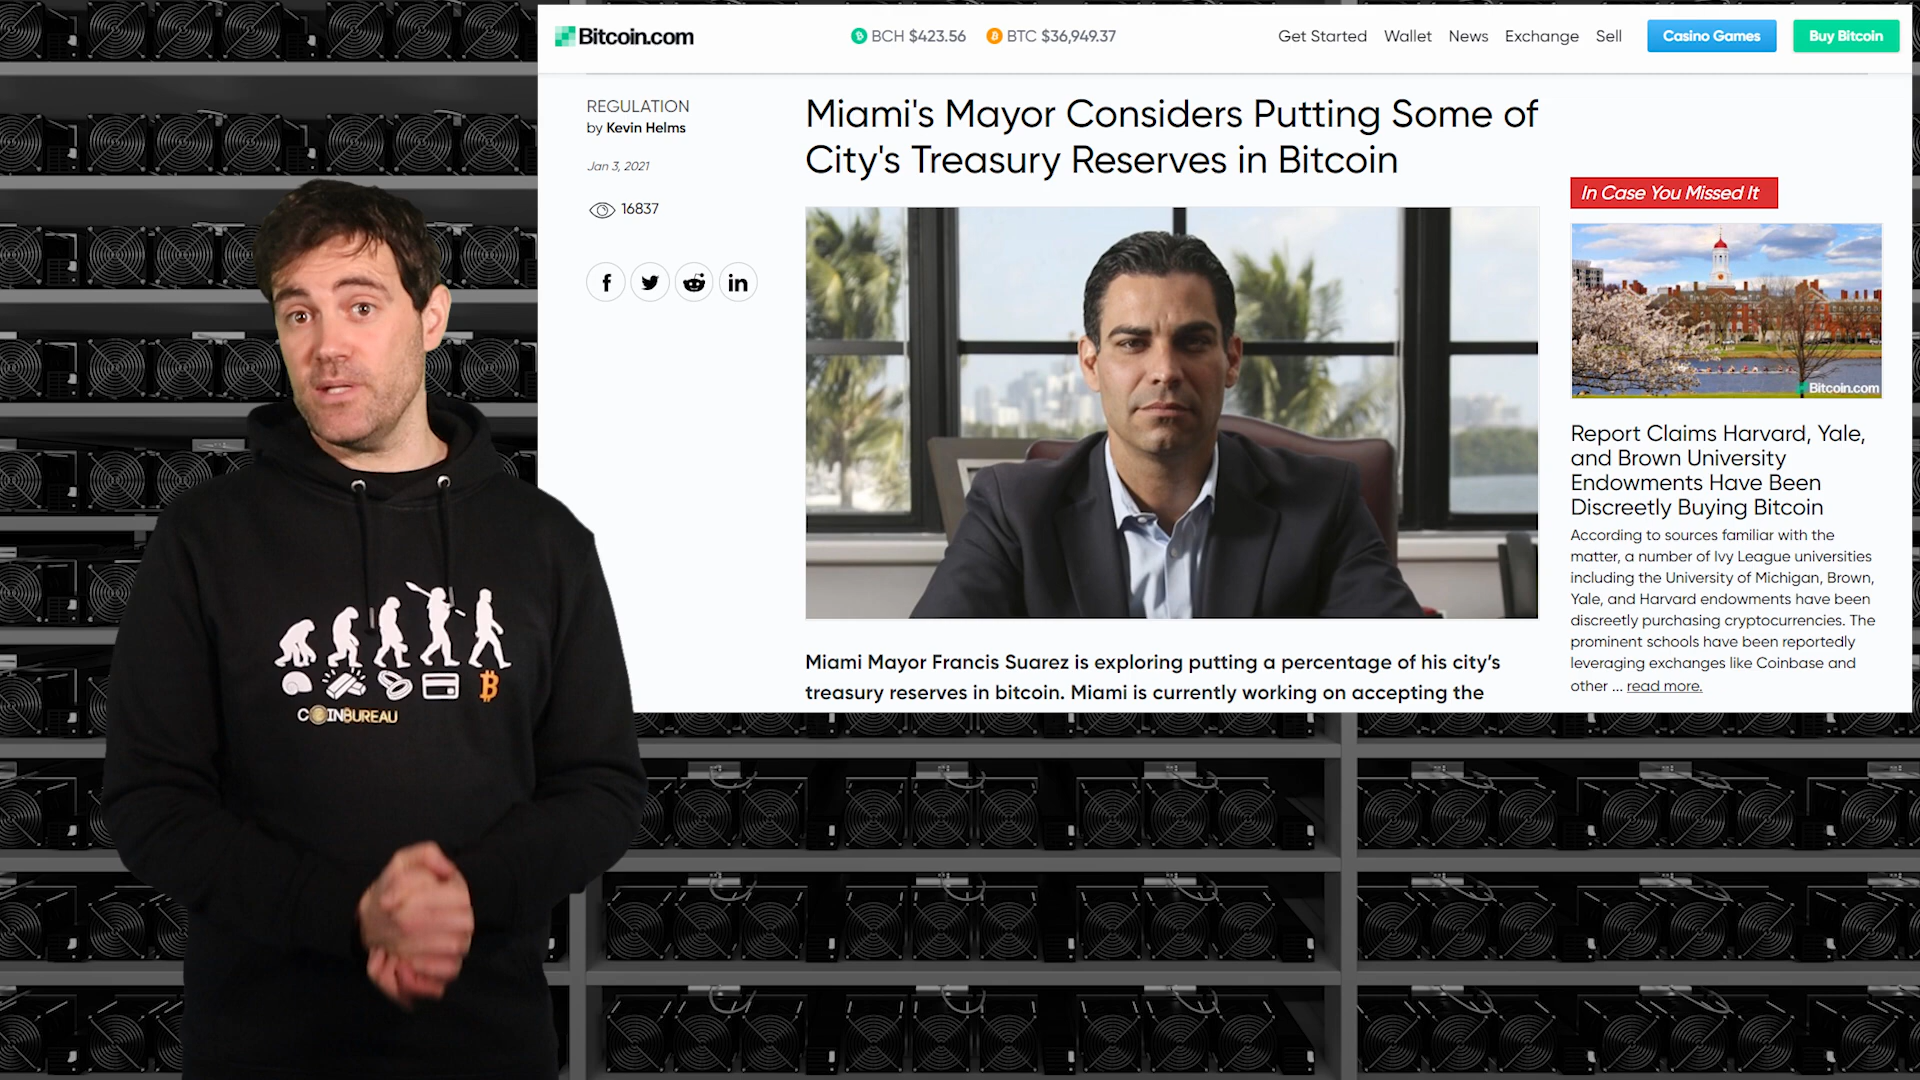 Bitcoin.com
BCH $423.56
BTC $36,949.37
Get Started
Wallet
News
Exchange
Sell
Casino Games
Buy Bitcoin
REGULATION
by Kevin Helms
Jan 3, 2021
16837
Miami's Mayor Considers Putting Some of
City's Treasury Reserves in Bitcoin
Miami Mayor Francis Suarez is exploring putting a percentage of his city's
treasury reserves in bitcoin. Miami is currently working on accepting the
In Case You Missed It
Bitcoin.com
Report Claims Harvard, Yale,
and Brown University
Endowments Have Been
Discreetly Buying Bitcoin
According to sources familiar with the
matter, a number of Ivy League universities
including the University of Michigan, Brown,
Yale, and Harvard endowments have been
discreetly purchasing cryptocurrencies. The
prominent schools have been reportedly
leveraging exchanges like Coinbase and
other ... read more.
COINBUREAU